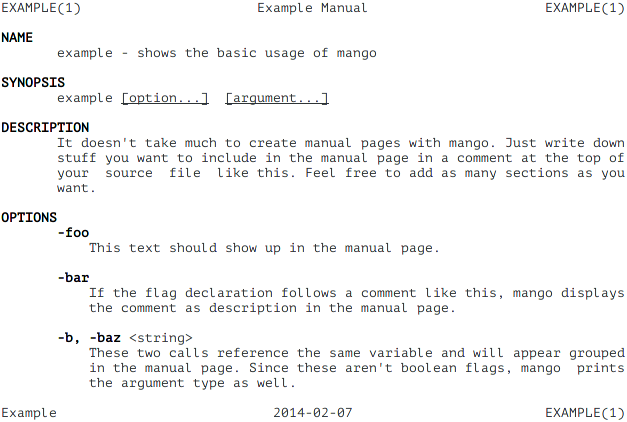 EXAMPLE(1) Example Manual EXAMPLE(1)
NAME
example - shows the basic usage of mango
SYNOPSIS
example [option...] [argument...]
DESCRIPTION
It doesn't take much to create manual pages with mango. Just write down
stuff you want to include in the manual page in a comment at the top of
your source file like this. Feel free to add as many sections as you
want.
OPTIONS
-foo
This text should show up in the manual page.
-bar
If the flag declaration follows a comment like this, mango displays
the comment as description in the manual page.
-b, -baz <string>
These two calls reference the same variable and will appear grouped
in the manual page. Since these aren't boolean flags, mango prints
the argument type as well.
Example 2014-02-07 EXAMPLE(1)